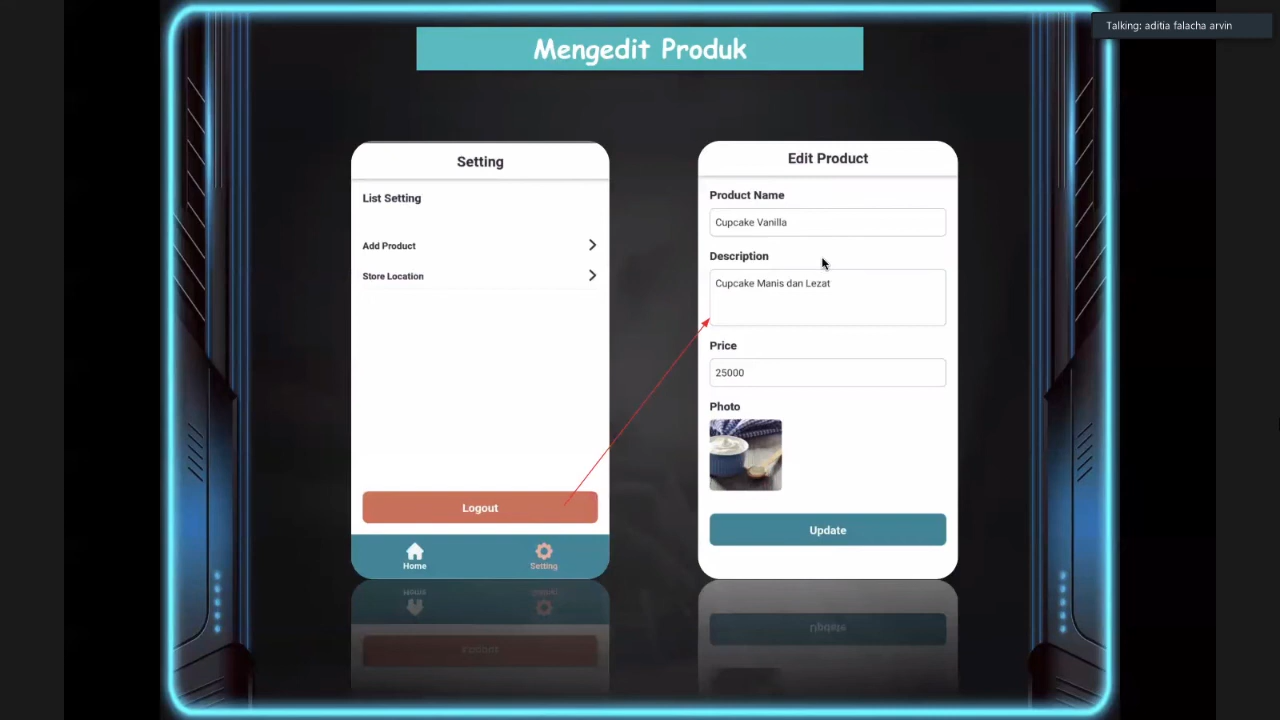 Talking: aditia falacha arvin
Mengedit Produk
Setting
List Setting
Add Product
Store Location
Logout
Home
Setting
Edit Product
Product Name
Cupcake Vanilla
Description
Cupcake Manis dan Lezat
Price
25000
Photo
Update